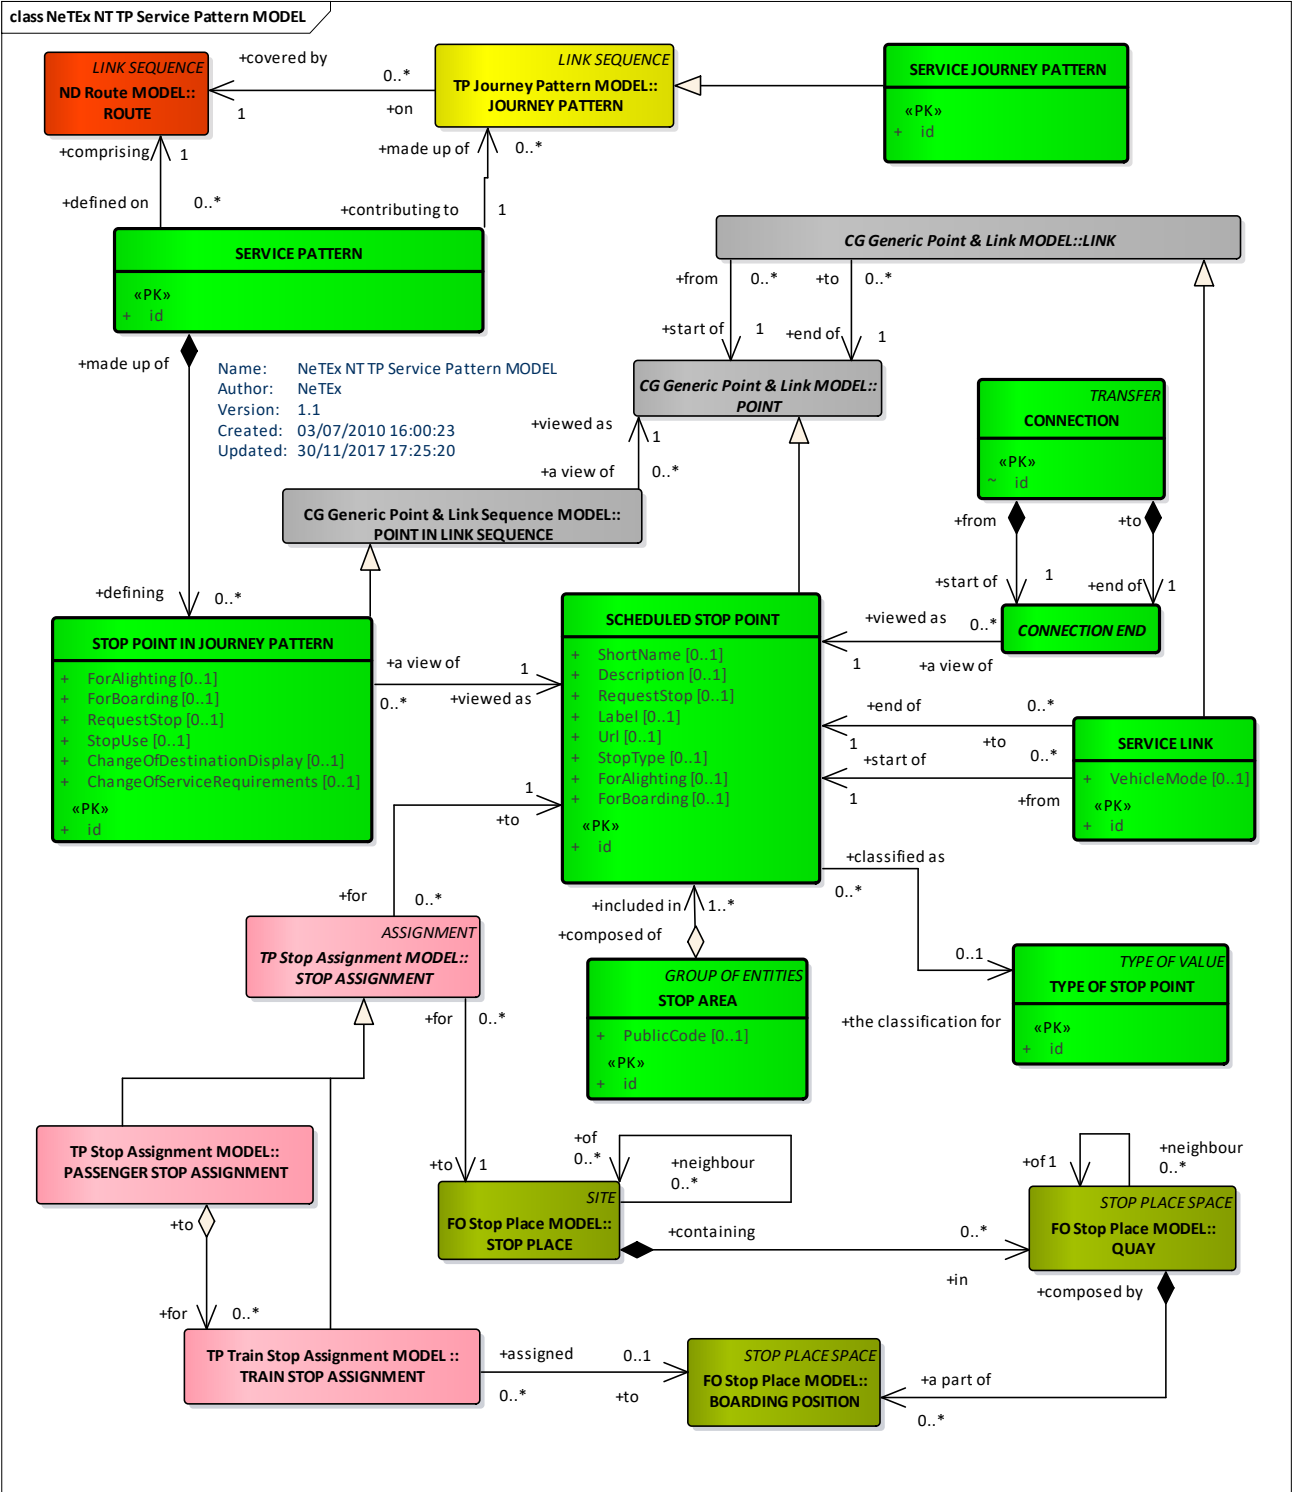 class NeTEx NT TP Service Pattern MODEL
LINK SEQUENCE
ND Route MODEL::
ROUTE
+covered by
0..*
1
+on
LINK SEQUENCE
TP Journey Pattern MODEL::
JOURNEY PATTERN
SERVICE JOURNEY PATTERN
«PK»
+ id
+comprising
1
+defined on
0..*
+made up of
0..*
+contributing to
1
SERVICE PATTERN
«PK»
+ id
CG Generic Point & Link MODEL::LINK
+from
0..*
+to
0..*
+start of
1
+end of
1
+made up of
Name: NeTEx NT TP Service Pattern MODEL
Author: NeTEx
Version: 1.1
Created: 03/07/2010 16:00:23
Updated: 30/11/2017 17:25:20
CG Generic Point & Link MODEL::
POINT
+viewed as
1
+a view of
0..*
TRANSFER
CONNECTION
«PK»
~ id
CG Generic Point & Link Sequence MODEL::
POINT IN LINK SEQUENCE
+from
+to
+start of
1
+end of
1
+defining
0..*
CONNECTION END
STOP POINT IN JOURNEY PATTERN
+ ForAlighting [0..1]
+ ForBoarding [0..1]
+ RequestStop [0..1]
+ StopUse [0..1]
+ ChangeOfDestinationDisplay [0..1]
+ ChangeOfServiceRequirements [0..1]
«PK»
+ id
+a view of
1
0..*
+viewed as
SCHEDULED STOP POINT
+ ShortName [0..1]
+ Description [0..1]
+ RequestStop [0..1]
+ Label [0..1]
+ Url [0..1]
+ StopType [0..1]
+ ForAlighting [0..1]
+ ForBoarding [0..1]
«PK»
+ id
+viewed as
0..*
1
+a view of
+end of
0..*
1
+to
+start of
0..*
1
+from
SERVICE LINK
+ VehicleMode [0..1]
«PK»
+ id
1
+to
+for
0..*
+classified as
0..*
+included in
1..*
+composed of
ASSIGNMENT
TP Stop Assignment MODEL::
STOP ASSIGNMENT
GROUP OF ENTITIES
STOP AREA
+ PublicCode [0..1]
«PK»
+ id
0..1
+the classification for
TYPE OF VALUE
TYPE OF STOP POINT
«PK»
+ id
+for
0..*
+to
1
TP Stop Assignment MODEL::
PASSENGER STOP ASSIGNMENT
+of
0..*
+neighbour
0..*
+of 1
+neighbour
0..*
SITE
FO Stop Place MODEL::
STOP PLACE
+containing
0..*
+in
STOP PLACE SPACE
FO Stop Place MODEL::
QUAY
+to
+for
0..*
+composed by
TP Train Stop Assignment MODEL ::
TRAIN STOP ASSIGNMENT
+assigned
0..1
0..*
+to
STOP PLACE SPACE
FO Stop Place MODEL::
BOARDING POSITION
+a part of
0..*